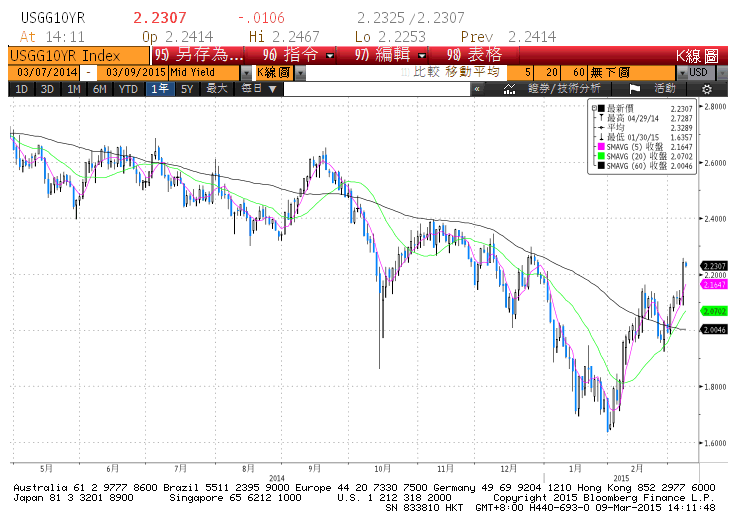 USGG10YR 2.2307 -.0106 2.2325 / 2.2307
At 14:11 Op 2.2414 Hi 2.2467 Lo 2.2253 Prev 2.2414
USGG10YR Index 95) 另存為... 96) 指令 97) 編輯 98) 表格 K線圖
03/07/2014 - 03/09/2015 Mid Yield K線圖 比較 移動平均 5 20 60 無下圖 USD
1D 3D 1M 6M YTD 1年 5Y 最大 每日 ▼ « 證券/技術分析 活動
最新價 2.2307
最高 04/29/14 2.7287
平均 2.3289
最低 01/30/15 1.6357
SMAVG (5) 收盤 2.1647
SMAVG (20) 收盤 2.0702
SMAVG (60) 收盤 2.0046
2.8000
2.6000
2.4000
2.2307
2.2000
2.1647
2.0702
2.0046
1.8000
1.6000
5月 6月 7月 8月 9月 10月 11月 12月 1月 2月
2014 2015
Australia 61 2 9777 8600 Brazil 5511 2395 9000 Europe 44 20 7330 7500 Germany 49 69 9204 1210 Hong Kong 852 2977 6000
Japan 81 3 3201 8900 Singapore 65 6212 1000 U.S. 1 212 318 2000 Copyright 2015 Bloomberg Finance L.P.
SN 833810 HKT GMT+8:00 H440-693-0 09-Mar-2015 14:11:48